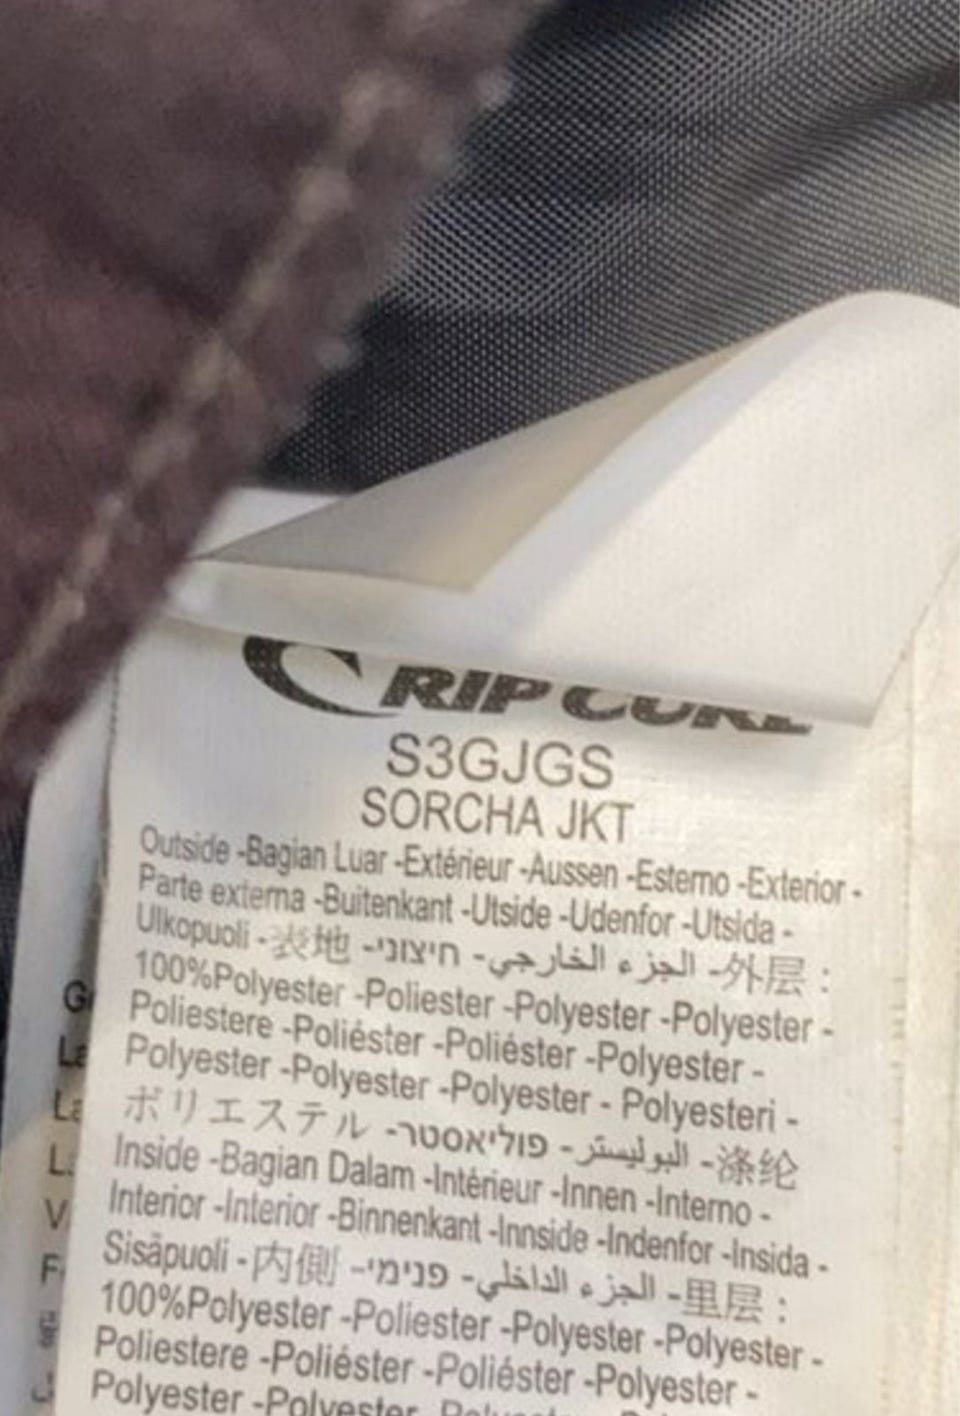 RIP CURL
S3GJGS
SORCHA JKT
Outside -Bagian Luar -Extérieur -Aussen -Esterno -Exterior -
Parte externa -Buitenkant -Utside -Udenfor -Utsida -
Ulkopuoli - 表地 - חיצוני - الجزء الخارجي - 外层 :
100%Polyester -Poliester -Polyester -Polyester -
Poliestere -Poliéster -Poliéster -Polyester -
Polyester -Polyester -Polyester - Polyesteri -
ポリエステル - פוליאסטר - البوليستر - 涤纶
Inside -Bagian Dalam -Intérieur -Innen -Interno -
Interior -Interior -Binnenkant -Innside -Indenfor -Insida -
Sisäpuoli - 内側 - פנימי - الجزء الداخلي - 里层 :
100%Polyester -Poliester -Polyester -Polyester -
Poliestere -Poliéster -Poliéster -Polyester -
Polyester -Polyester